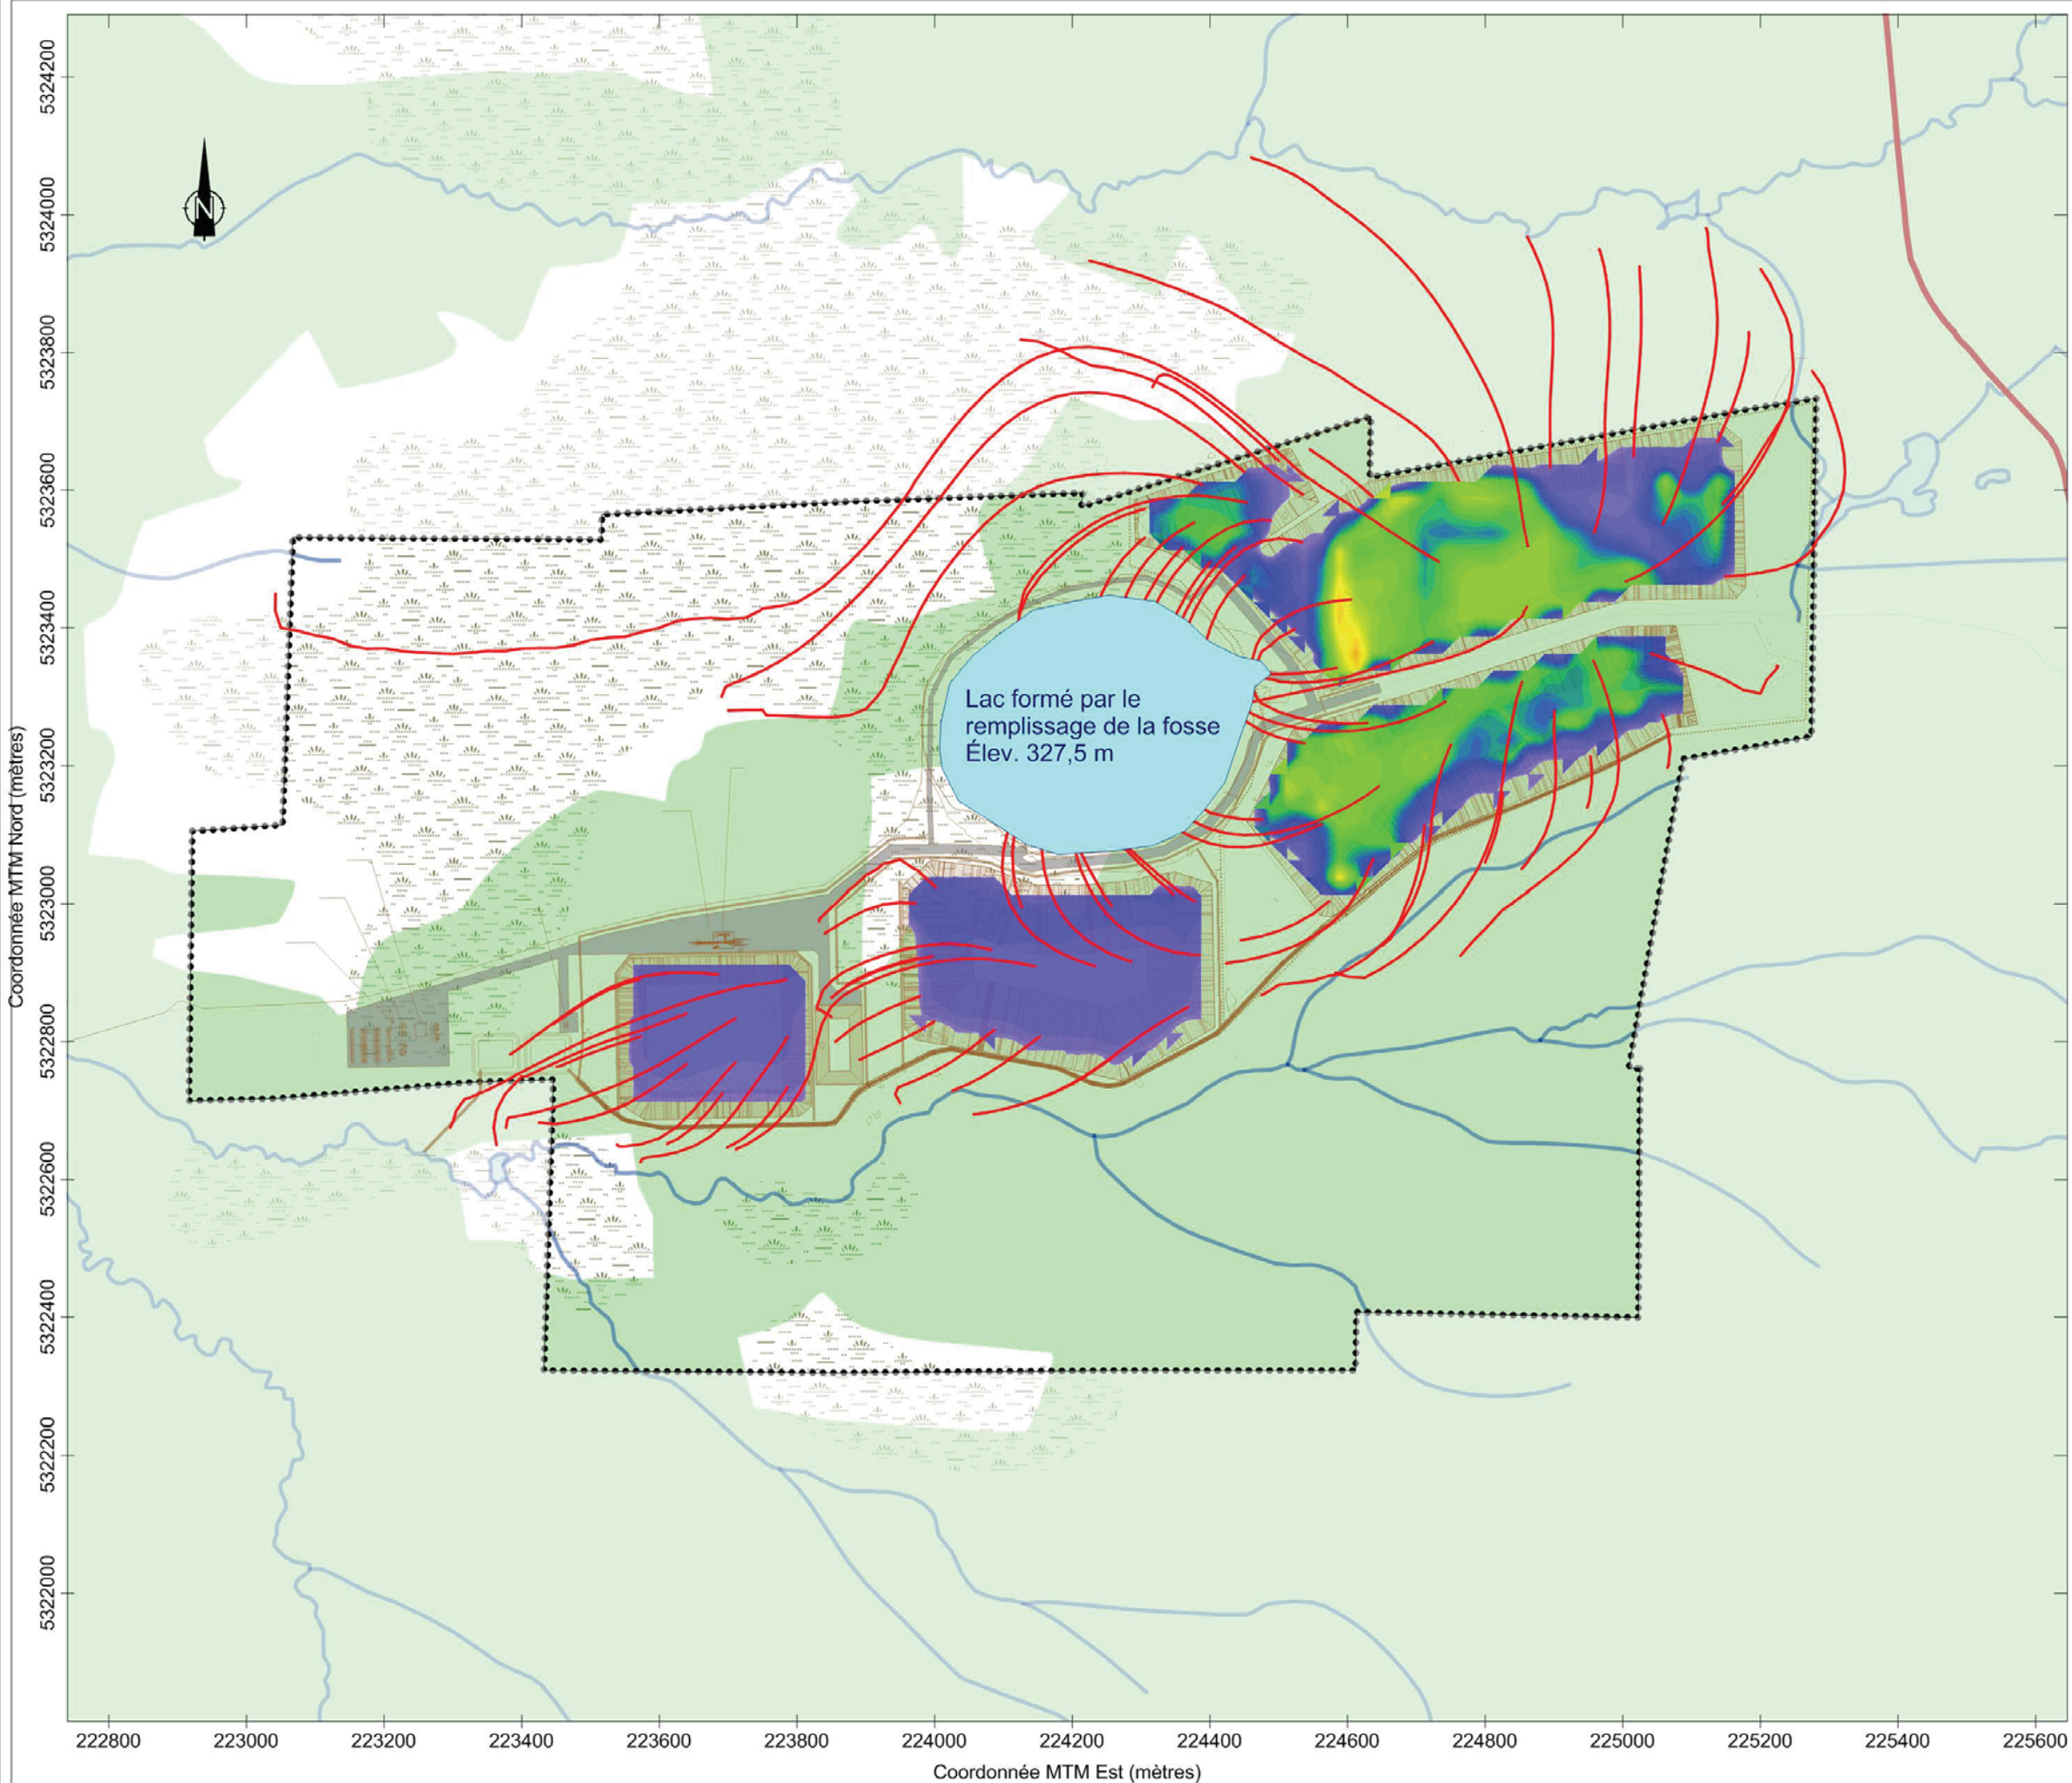 5324200
5324000
5323800
5323600
5323400
5323200
5323000
5322800
5322600
5322400
5322200
5322000
Coordonnée MTM Nord (mètres)
N
Lac formé par le
remplissage de la fosse
Élev. 327,5 m
222800 223000 223200 223400 223600 223800 224000 224200 224400 224600 224800 225000 225200 225400 225600
Coordonnée MTM Est (mètres)